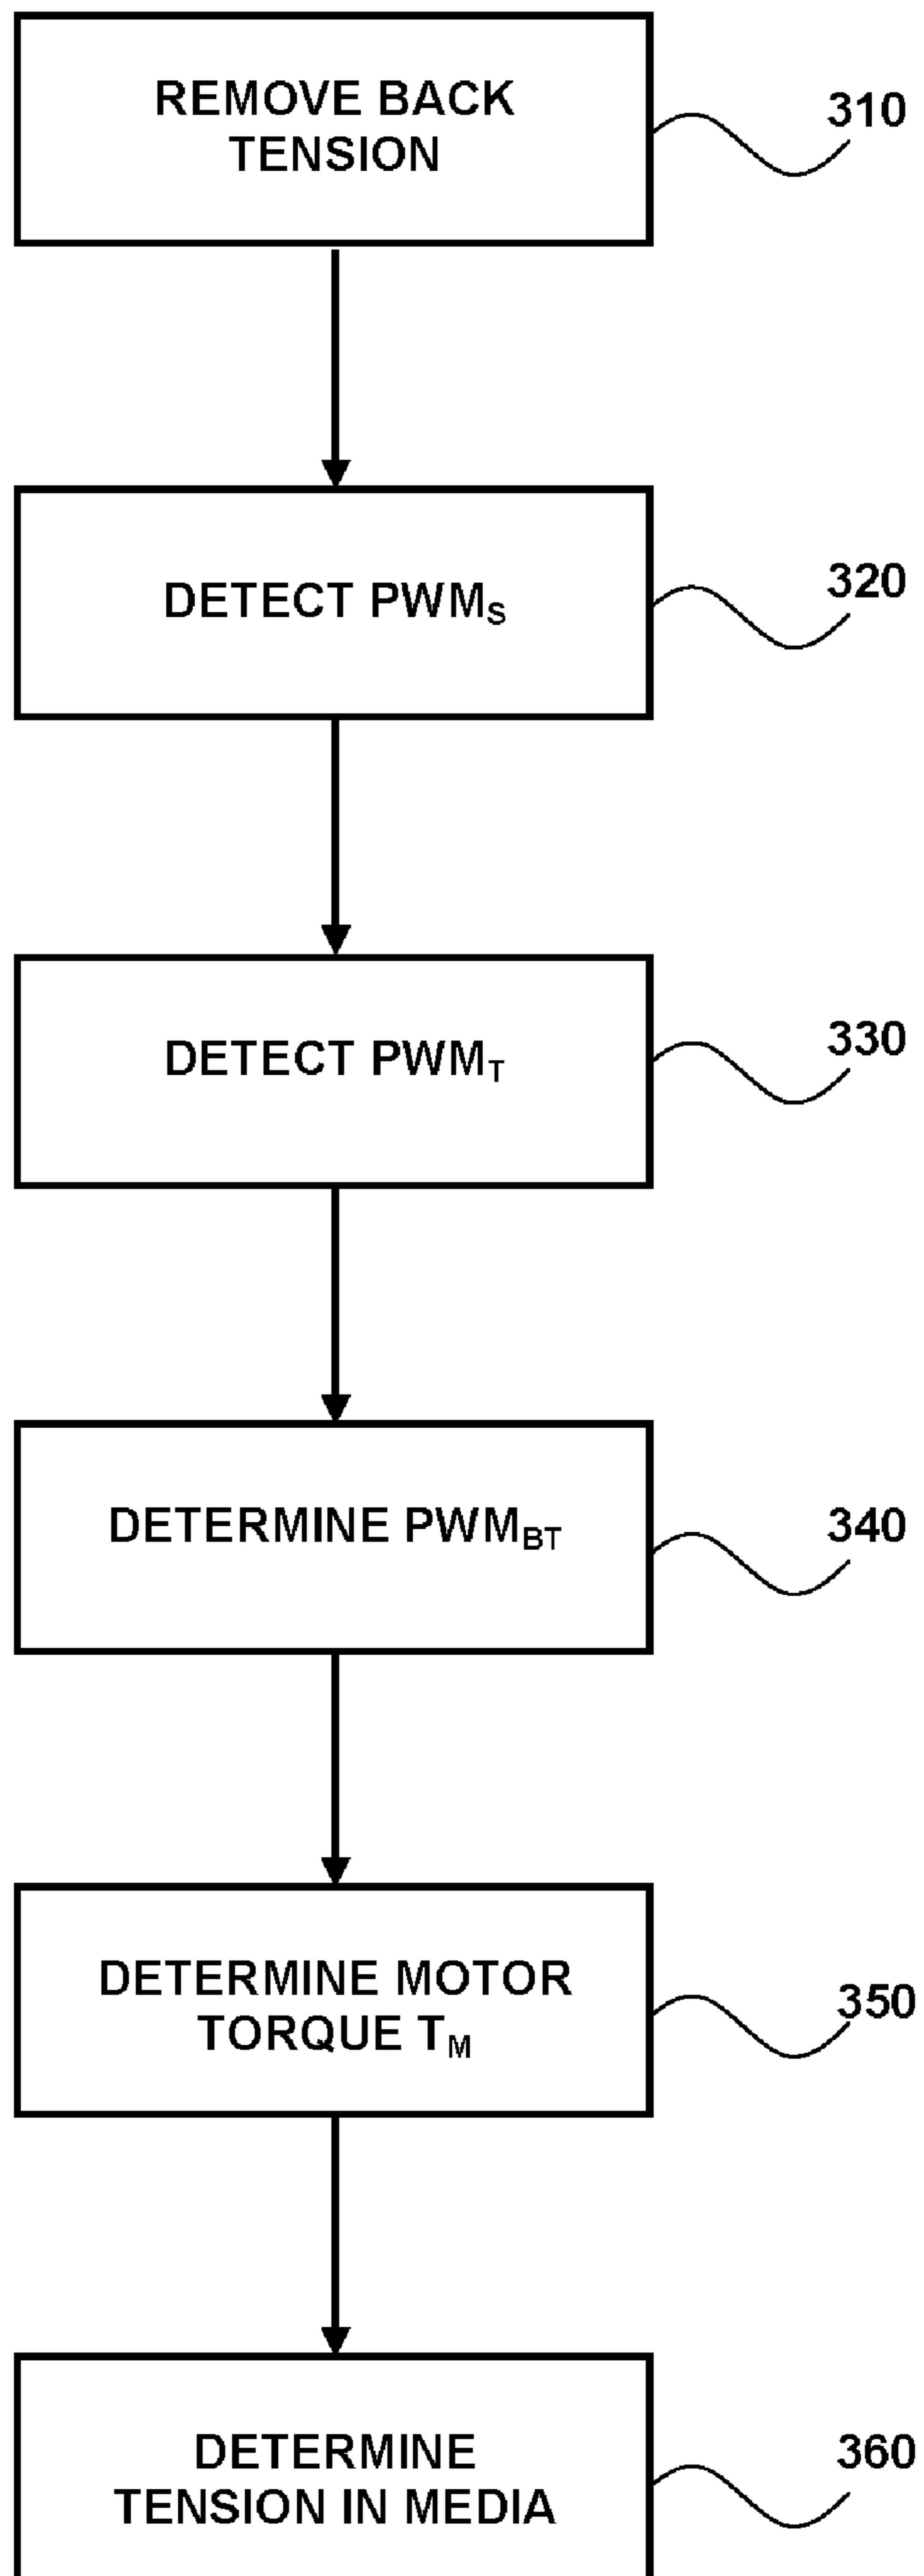 REMOVE BACK
TENSION
310
DETECT PWMS
320
DETECT PWMT
330
DETERMINE PWMBT
340
DETERMINE MOTOR
TORQUE TM
350
DETERMINE
TENSION IN MEDIA
360